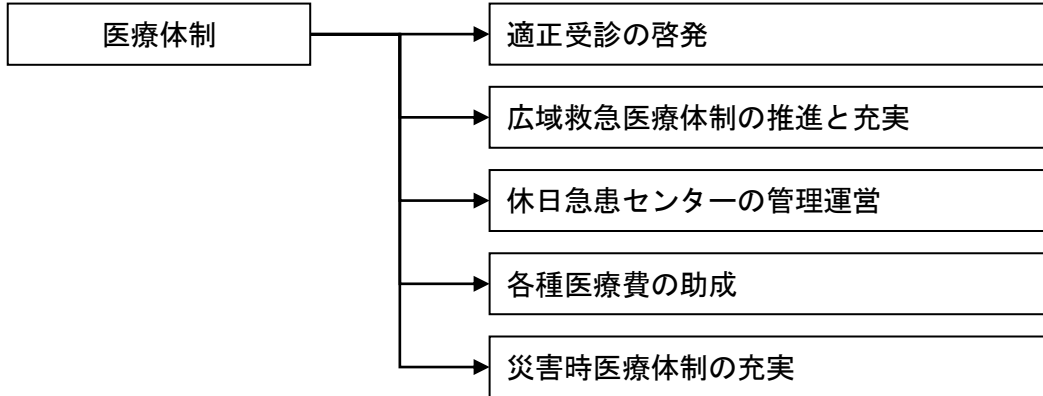 医療体制
適正受診の啓発
広域救急医療体制の推進と充実
休日急患センターの管理運営
各種医療費の助成
災害時医療体制の充実